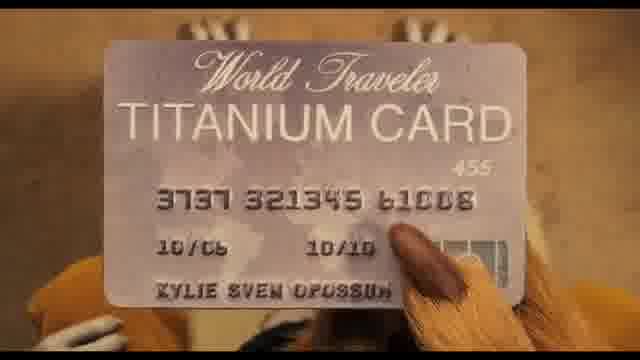 World Traveler
TITANIUM CARD
455
3737 321345 61008
10/06 10/10
KYLIE SVEN OPOSSUM